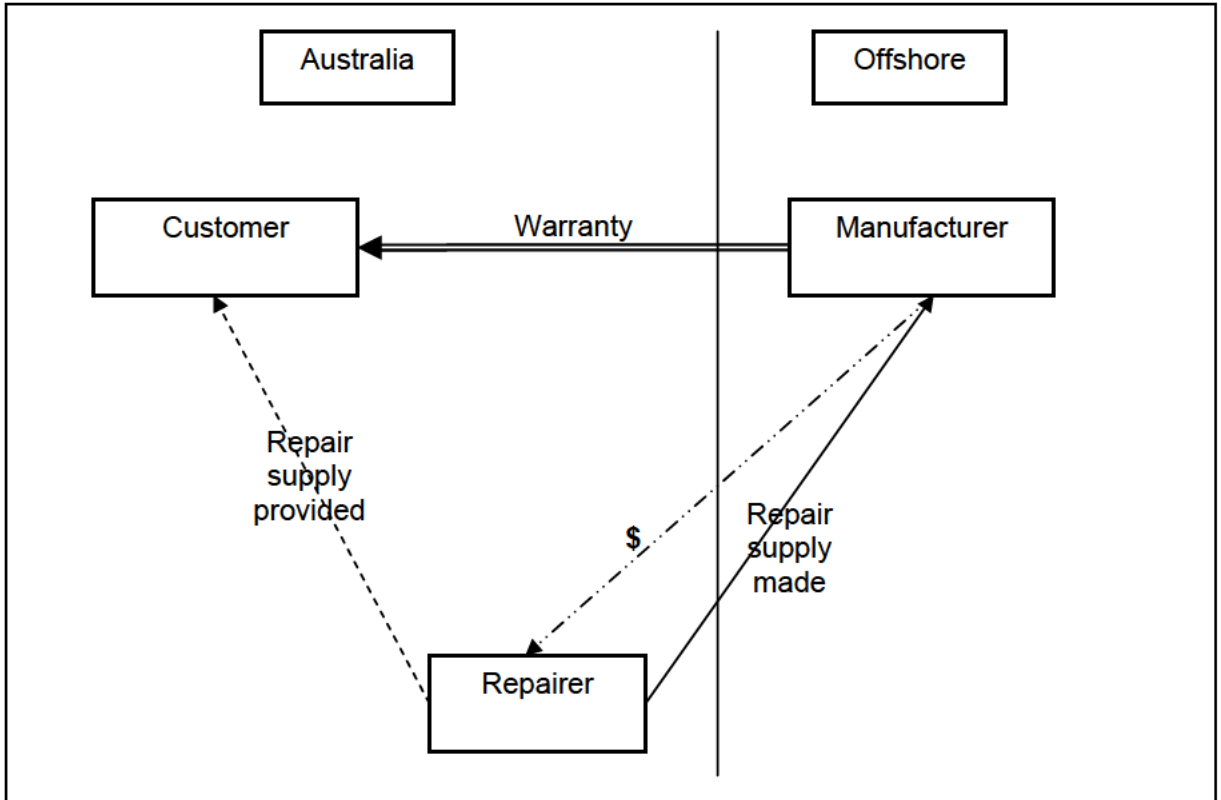 Australia
Offshore
Customer
Warranty
Manufacturer
Repair
supply
provided
$
Repair
supply
made
Repairer